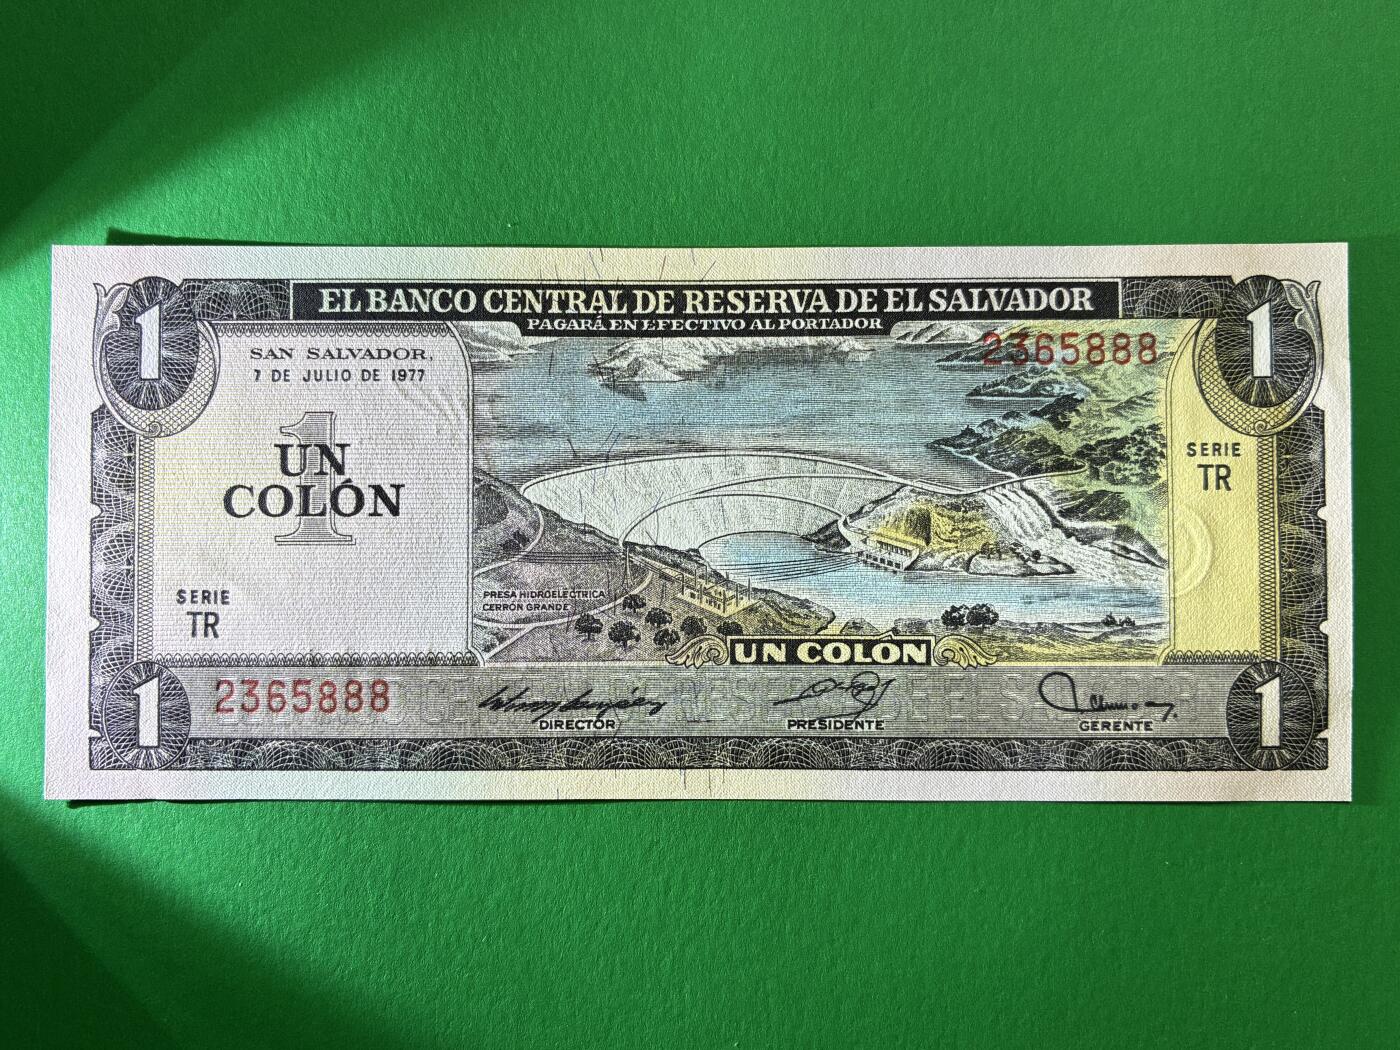 EL BANCO CENTRAL DE RESERVA DE EL SALVADOR
PAGARÁ EN EFECTIVO AL PORTADOR
1
1
SAN SALVADOR,
7 DE JULIO DE 1977
2365888
1
UN
COLÓN
SERIE
TR
SERIE
TR
PRESA HIDROELECTRICA
CERRÓN GRANDE
UN COLÓN
1
2365888
DIRECTOR
PRESIDENTE
GERENTE
1